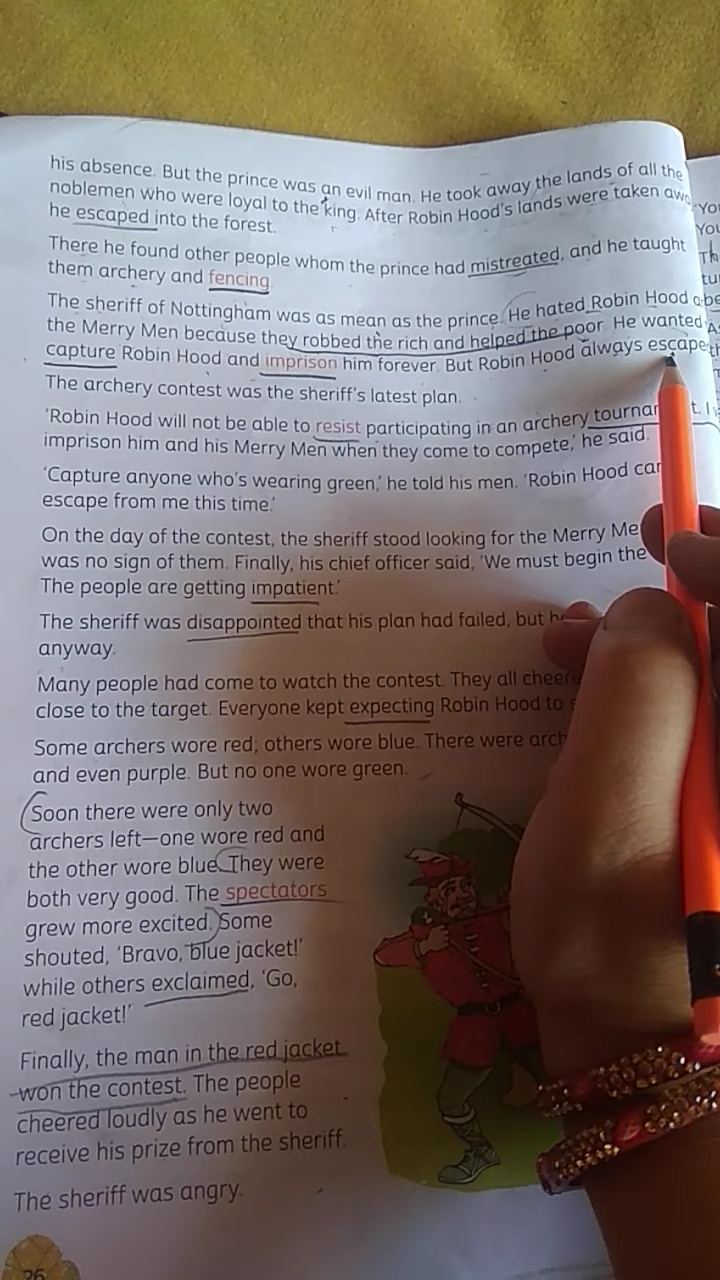 his absence. But the prince was an evil man. He took away the lands of all the
noblemen who were loyal to the king. After Robin Hood's lands were taken
he escaped into the forest.
There he found other people whom the prince had mistreated, and he taught
them archery and fencing.
The sheriff of Nottingham was as mean as the prince. He hated Robin Hood
the Merry Men because they robbed the rich and helped the poor. He wanted
capture Robin Hood and imprison him forever. But Robin Hood always escape
The archery contest was the sheriff's latest plan.
'Robin Hood will not be able to resist participating in an archery
imprison him and his Merry Men when they come to compete,' he said.
'Capture anyone who's wearing green,' he told his men. 'Robin Hood
escape from me this time.'
On the day of the contest, the sheriff stood looking for the Merry
was no sign of them. Finally, his chief officer said, 'We must begin the
The people are getting impatient.'
The sheriff was disappointed that his plan had failed, but
anyway.
Many people had come to watch the contest. They all
close to the target. Everyone kept expecting Robin Hood to
Some archers wore red; others wore blue. There were
and even purple. But no one wore green.
Soon there were only two
archers left—one wore red and
the other wore blue. They were
both very good. The spectators
grew more excited. Some
shouted, 'Bravo, blue jacket!'
while others exclaimed, 'Go,
red jacket!'
Finally, the man in the red jacket
won the contest. The people
cheered loudly as he went to
receive his prize from the sheriff.
The sheriff was angry.
26